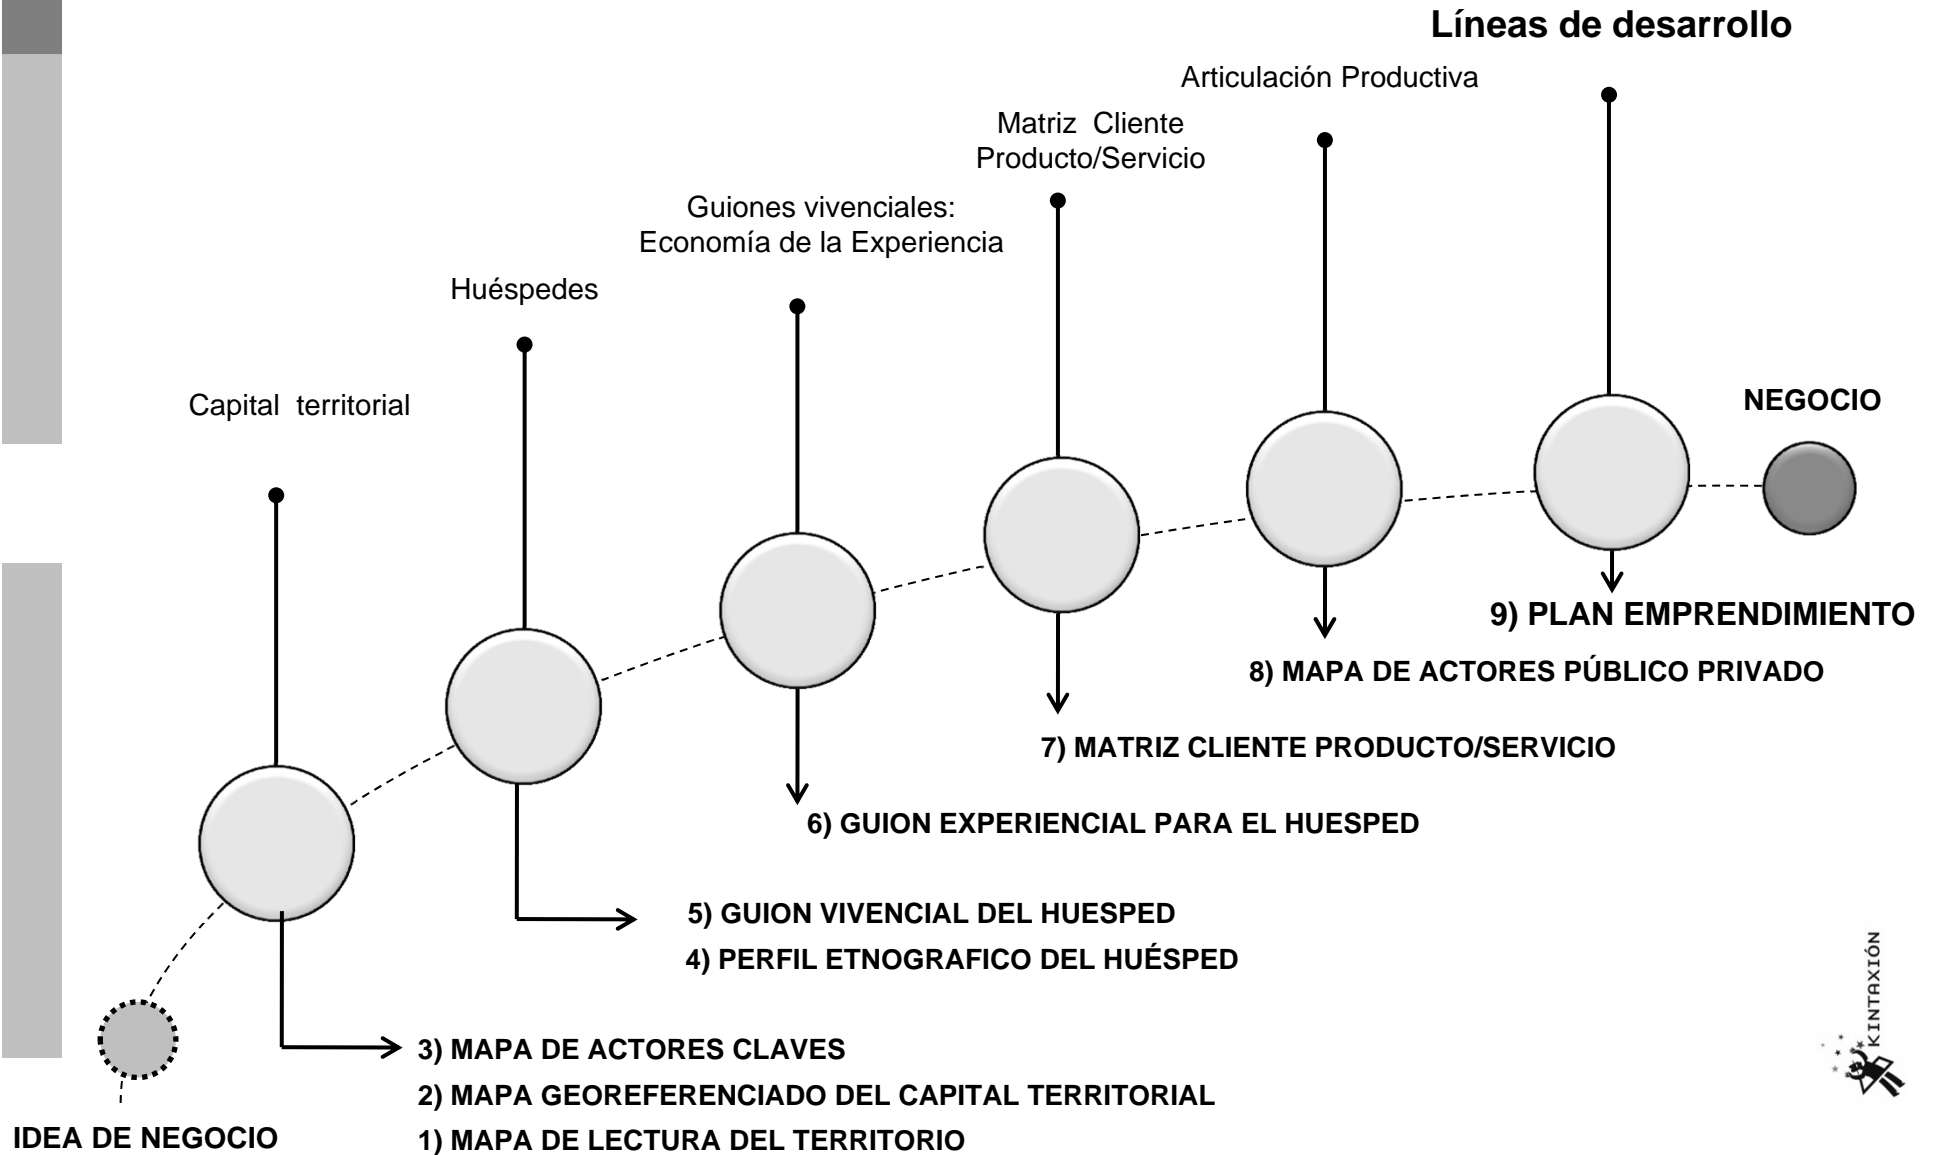 Líneas de desarrollo
Articulación Productiva
Matriz Cliente
Producto/Servicio
Guiones vivenciales:
Economía de la Experiencia
Huéspedes
Capital territorial
NEGOCIO
9) PLAN EMPRENDIMIENTO
8) MAPA DE ACTORES PÚBLICO PRIVADO
7) MATRIZ CLIENTE PRODUCTO/SERVICIO
6) GUION EXPERIENCIAL PARA EL HUESPED
5) GUION VIVENCIAL DEL HUESPED
4) PERFIL ETNOGRAFICO DEL HUÉSPED
3) MAPA DE ACTORES CLAVES
2) MAPA GEOREFERENCIADO DEL CAPITAL TERRITORIAL
1) MAPA DE LECTURA DEL TERRITORIO
IDEA DE NEGOCIO
KINTAXIÓN